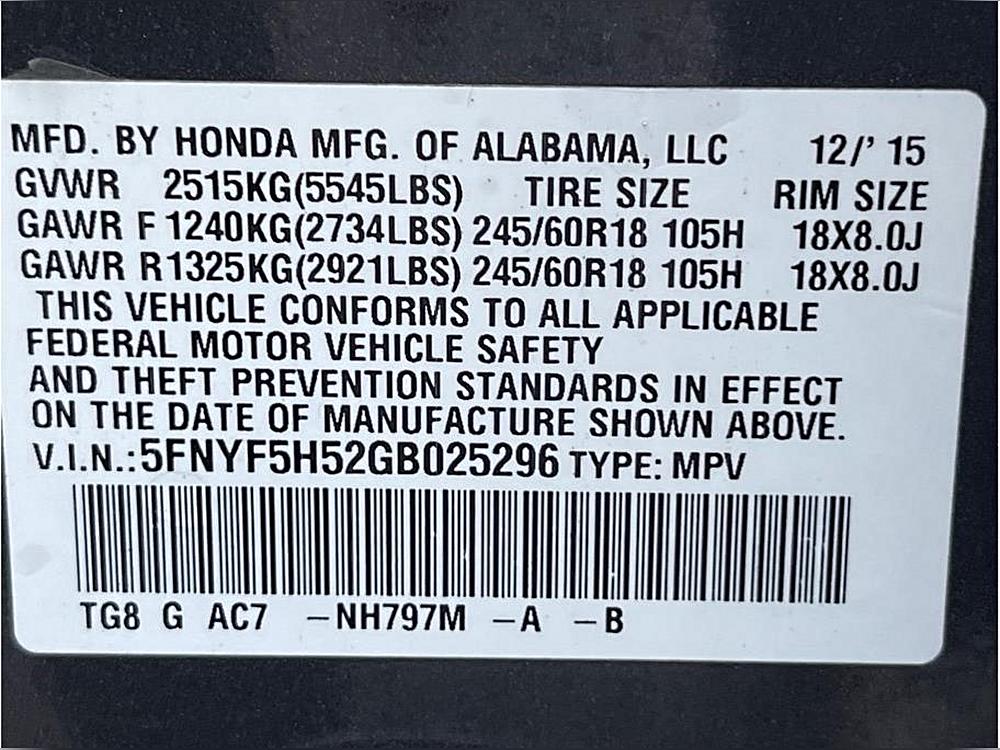 MFD. BY HONDA MFG. OF ALABAMA, LLC 12/' 15
GVWR 2515KG(5545LBS) TIRE SIZE RIM SIZE
GAWR F 1240KG(2734LBS) 245/60R18 105H 18X8.0J
GAWR R1325KG(2921LBS) 245/60R18 105H 18X8.0J
THIS VEHICLE CONFORMS TO ALL APPLICABLE
FEDERAL MOTOR VEHICLE SAFETY
AND THEFT PREVENTION STANDARDS IN EFFECT
ON THE DATE OF MANUFACTURE SHOWN ABOVE.
V.I.N.:5FNYF5H52GB025296 TYPE: MPV
TG8 G AC7 –NH797M –A –B